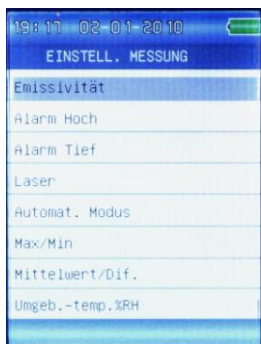 19:17 02-01-2010
EINSTELL. MESSUNG
Emissivität
Alarm Hoch
Alarm Tief
Laser
Automat. Modus
Max/Min
Mittelwert/Dif.
Umgeb.-temp.%RH